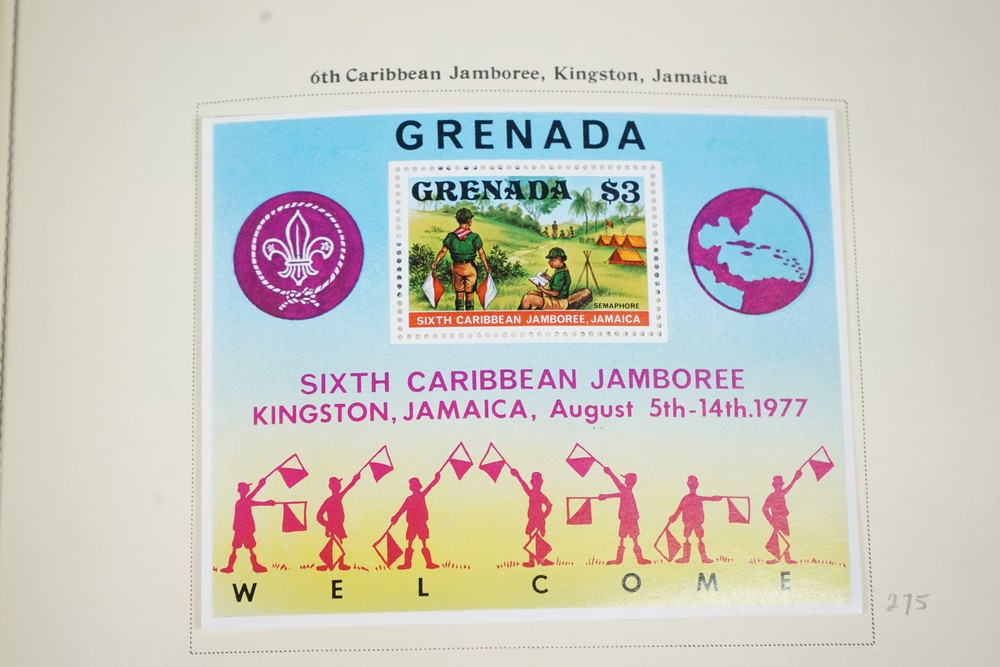 6th Caribbean Jamboree, Kingston, Jamaica
GRENADA
GRENADA $3
SEMAPHORE
SIXTH CARIBBEAN JAMBOREE, JAMAICA
SIXTH CARIBBEAN JAMBOREE
KINGSTON, JAMAICA, August 5th-14th.1977
W E L C O M E
275